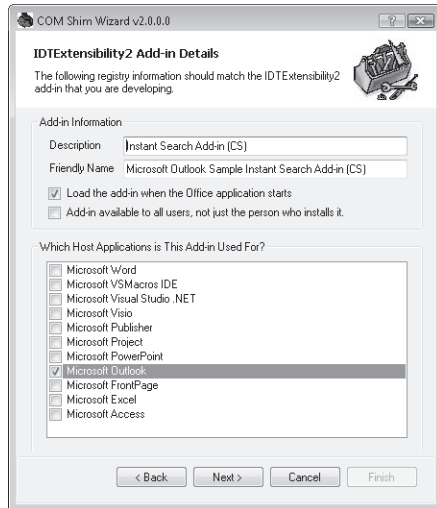 COM Shim Wizard v2.0.0.0
IDTExtensibility2 Add-in Details
The following registry information should match the IDTExtensibility2
add-in that you are developing.
Add-in Information
Description Instant Search Add-in (CS)
Friendly Name Microsoft Outlook Sample Instant Search Add-in (CS)
Load the add-in when the Office application starts
Add-in available to all users, not just the person who installs it.
Which Host Applications is This Add-in Used For?
Microsoft Word
Microsoft VSMacros IDE
Microsoft Visual Studio .NET
Microsoft Visio
Microsoft Publisher
Microsoft Project
Microsoft PowerPoint
Microsoft Outlook
Microsoft FrontPage
Microsoft Excel
Microsoft Access
< Back Next > Cancel Finish